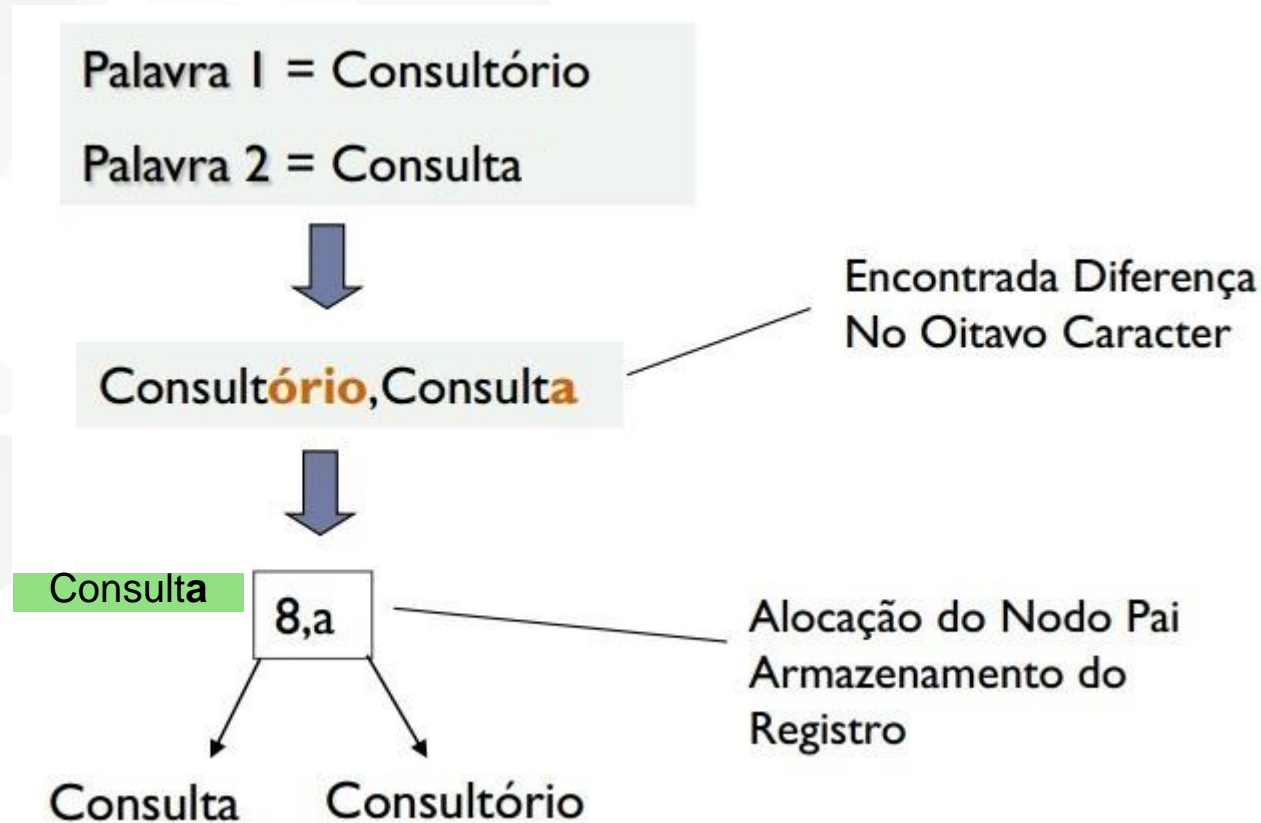 Palavra 1 = Consultório
Palavra 2 = Consulta
Encontrada Diferença
No Oitavo Caracter
Consultório,Consulta
Consulta
8,a
Alocação do Nodo Pai
Armazenamento do
Registro
Consulta
Consultório